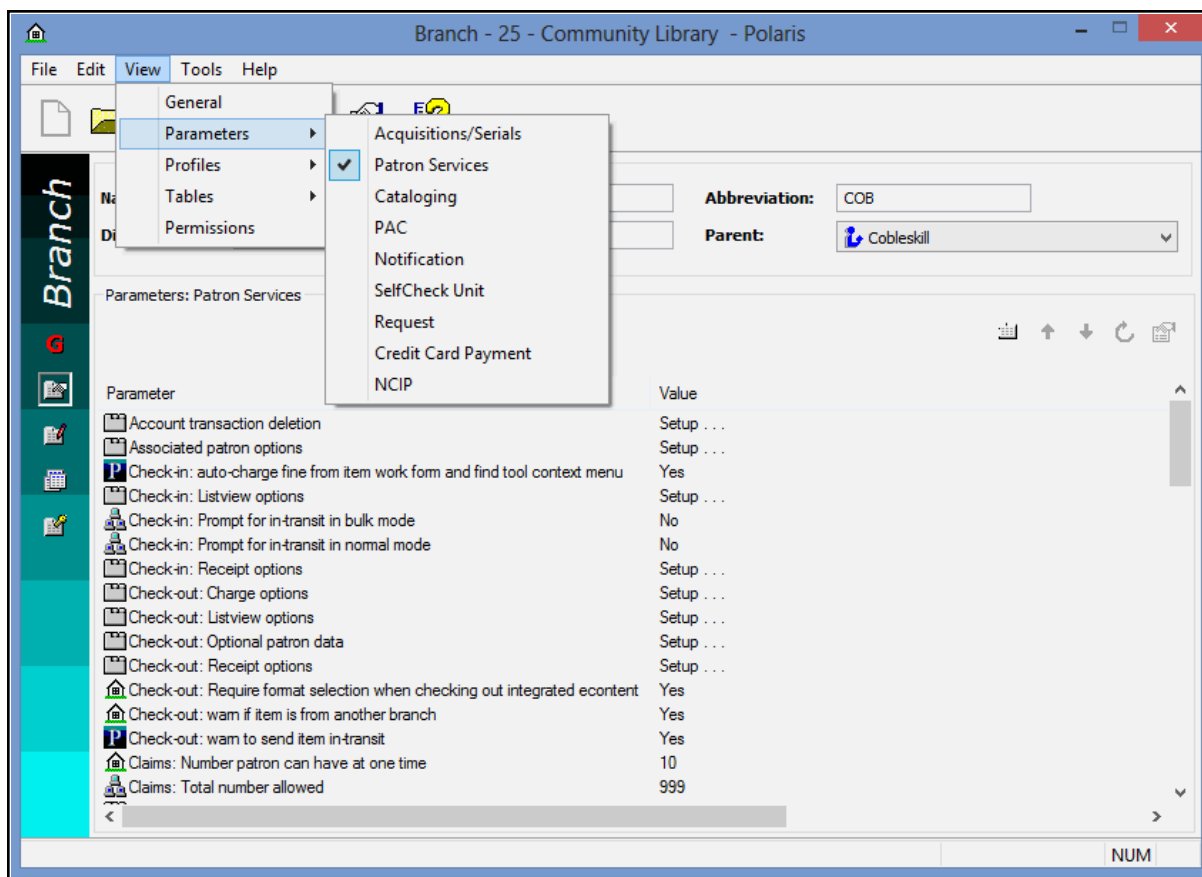 Branch - 25 - Community Library - Polaris
File Edit View Tools Help
General
Parameters
Profiles
Tables
Permissions
Acquisitions/Serials
Patron Services
Cataloging
PAC
Notification
SelfCheck Unit
Request
Credit Card Payment
NCIP
Branch
Abbreviation: COB
Parent: Cobleskill
Parameters: Patron Services
G
Parameter Value
Account transaction deletion Setup . . .
Associated patron options Setup . . .
P Check-in: auto-charge fine from item work form and find tool context menu Yes
Check-in: Listview options Setup . . .
Check-in: Prompt for in-transit in bulk mode No
Check-in: Prompt for in-transit in normal mode No
Check-in: Receipt options Setup . . .
Check-out: Charge options Setup . . .
Check-out: Listview options Setup . . .
Check-out: Optional patron data Setup . . .
Check-out: Receipt options Setup . . .
Check-out: Require format selection when checking out integrated econtent Yes
Check-out: warn if item is from another branch Yes
P Check-out: warn to send item in-transit Yes
Claims: Number patron can have at one time 10
Claims: Total number allowed 999
NUM